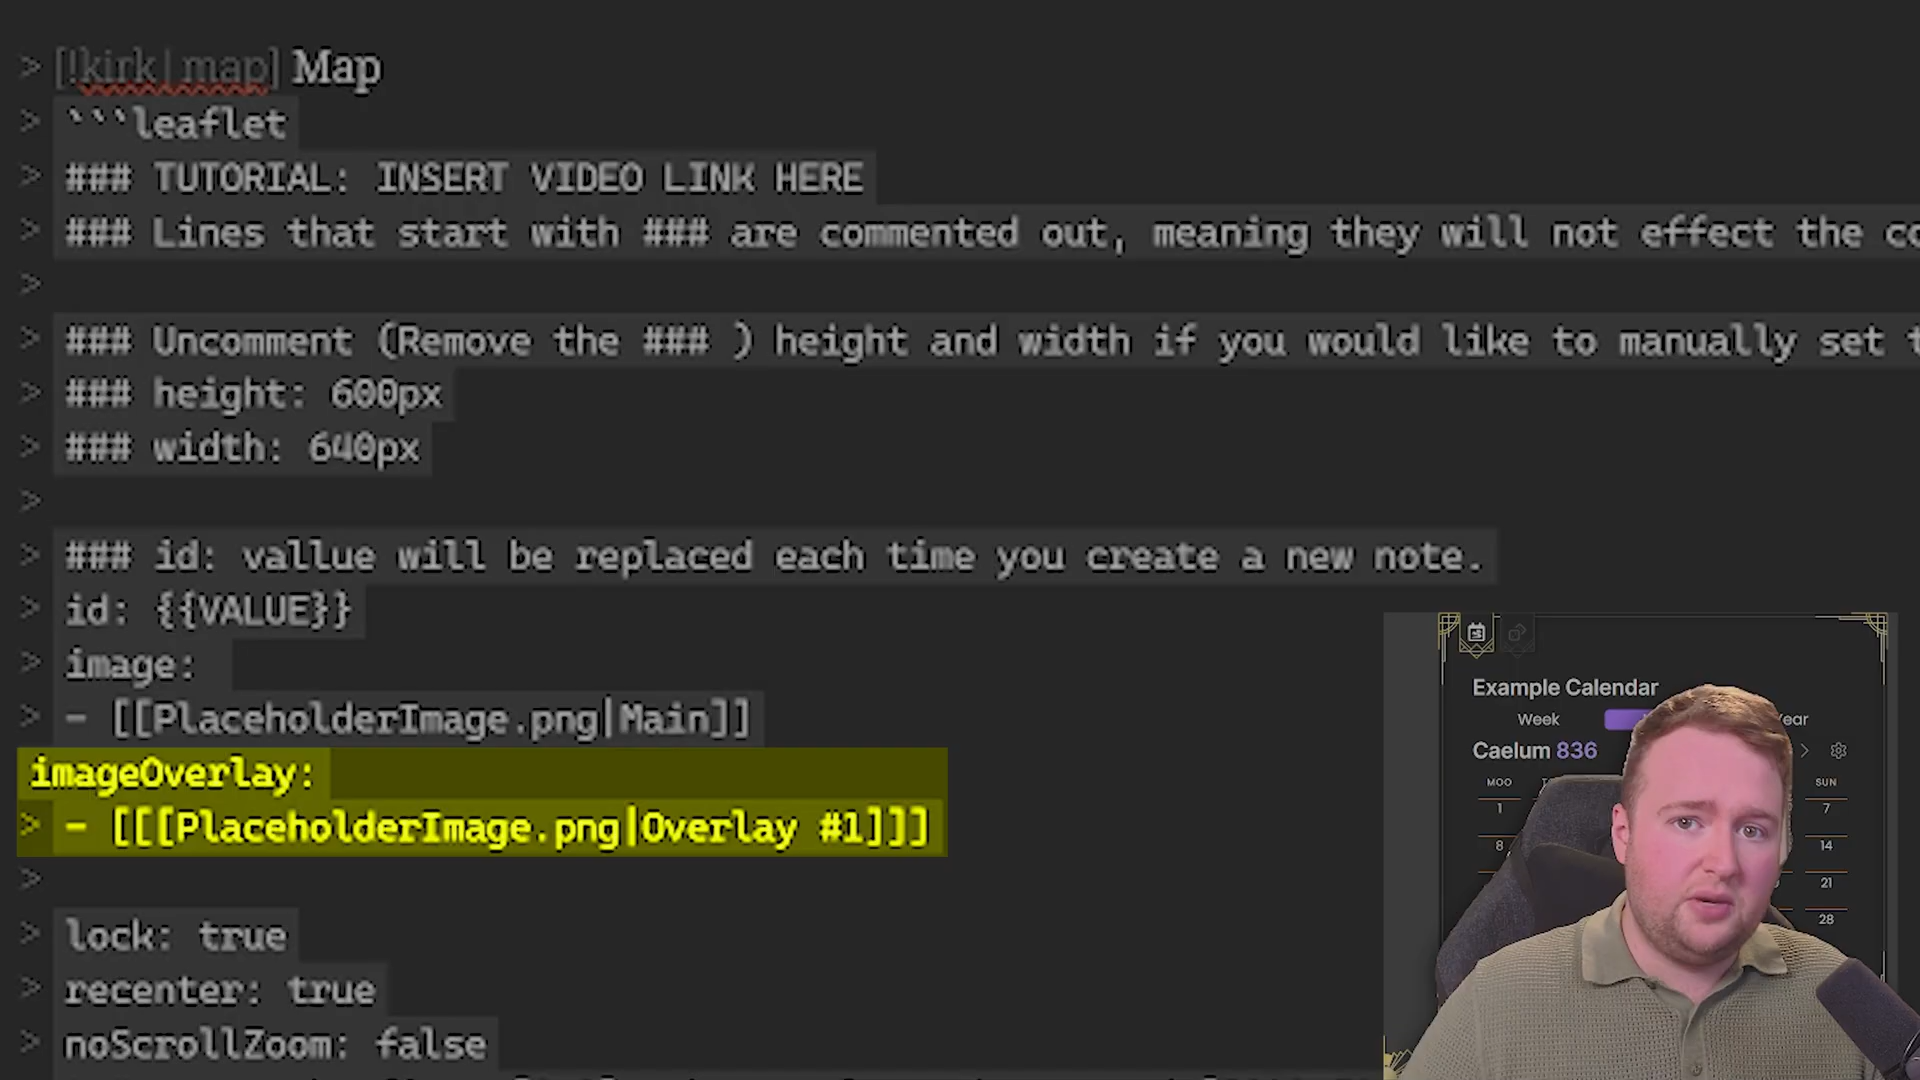 > [!kirk|map] Map
> ```leaflet
> ### TUTORIAL: INSERT VIDEO LINK HERE
> ### Lines that start with ### are commented out, meaning they will not effect the
>
> ### Uncomment (Remove the ### ) height and width if you would like to manually set
> ### height: 600px
> ### width: 640px
>
> ### id: vallue will be replaced each time you create a new note.
> id: {{VALUE}}
> image:
> - [[PlaceholderImage.png|Main]]
imageOverlay:
> - [[[PlaceholderImage.png|Overlay #1]]]
>
> lock: true
> recenter: true
> noScrollZoom: false
Example Calendar
Week
Caelum 836
MOO SUN
1 7
8 14
21
28